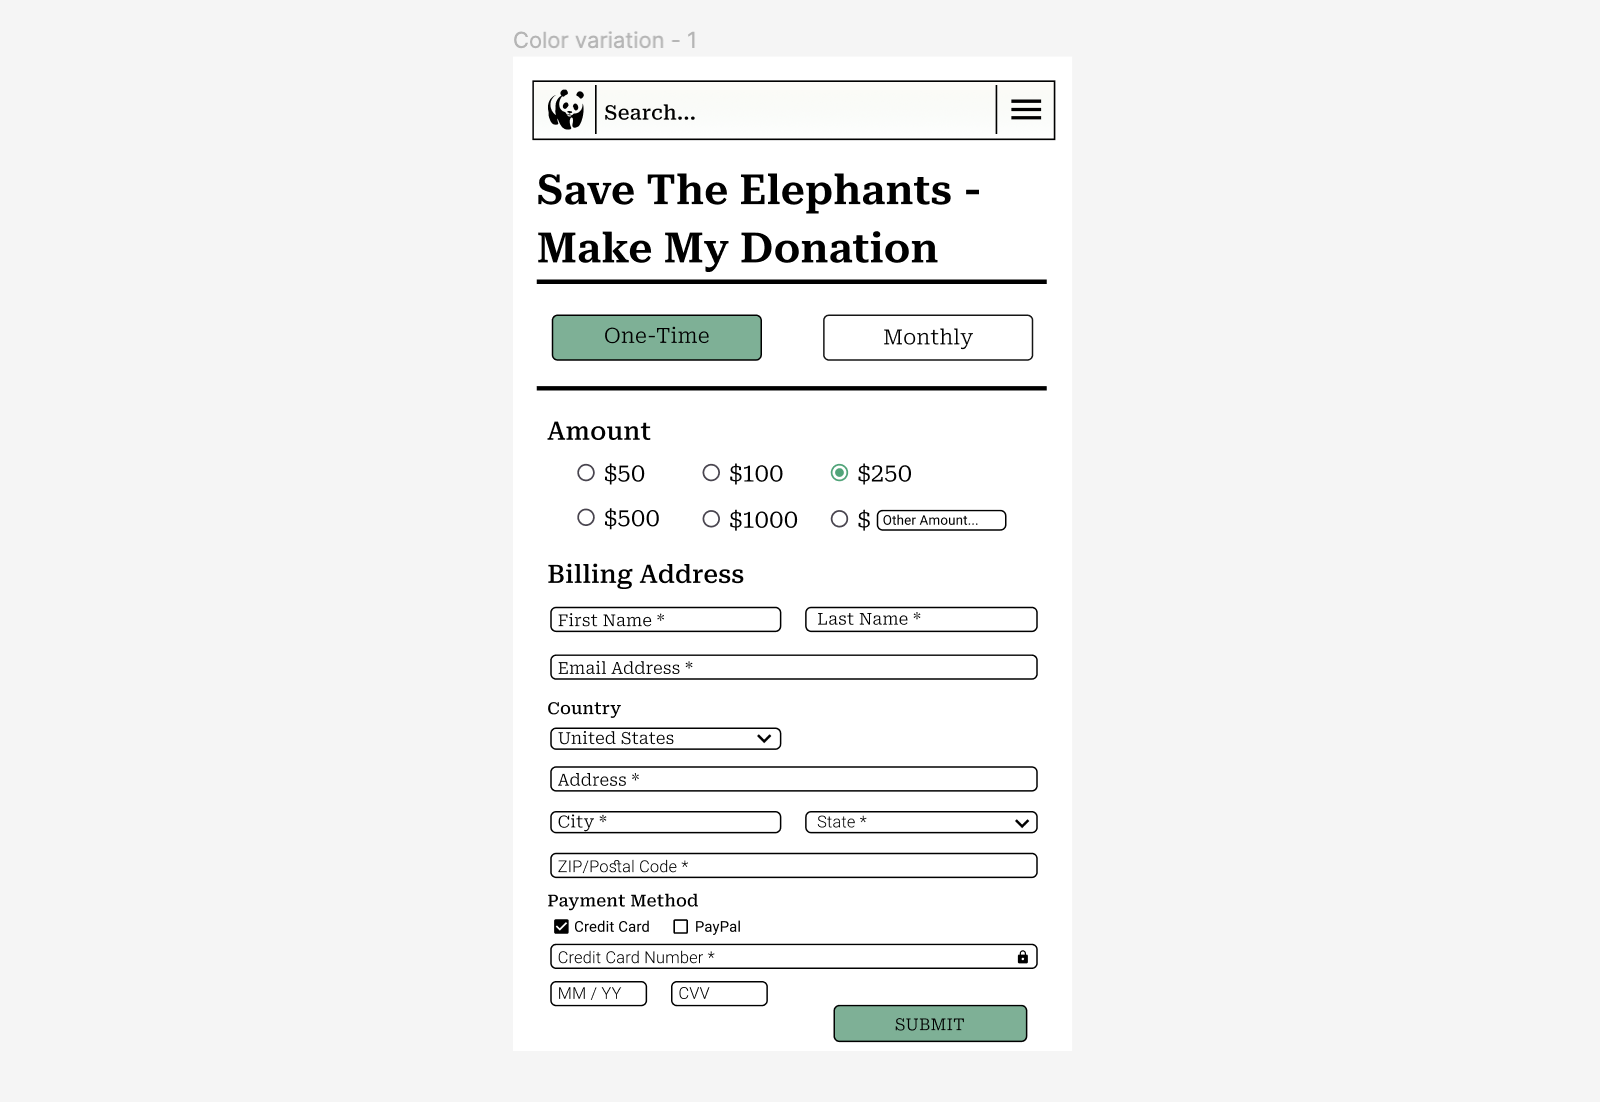 Color variation - 1
Search...
Save The Elephants -
Make My Donation
One-Time Monthly
Amount
$50 $100 $250
$500 $1000 $ Other Amount...
Billing Address
First Name * Last Name *
Email Address *
Country
United States
Address *
City * State *
ZIP/Postal Code *
Payment Method
Credit Card PayPal
Credit Card Number *
MM / YY CVV
SUBMIT